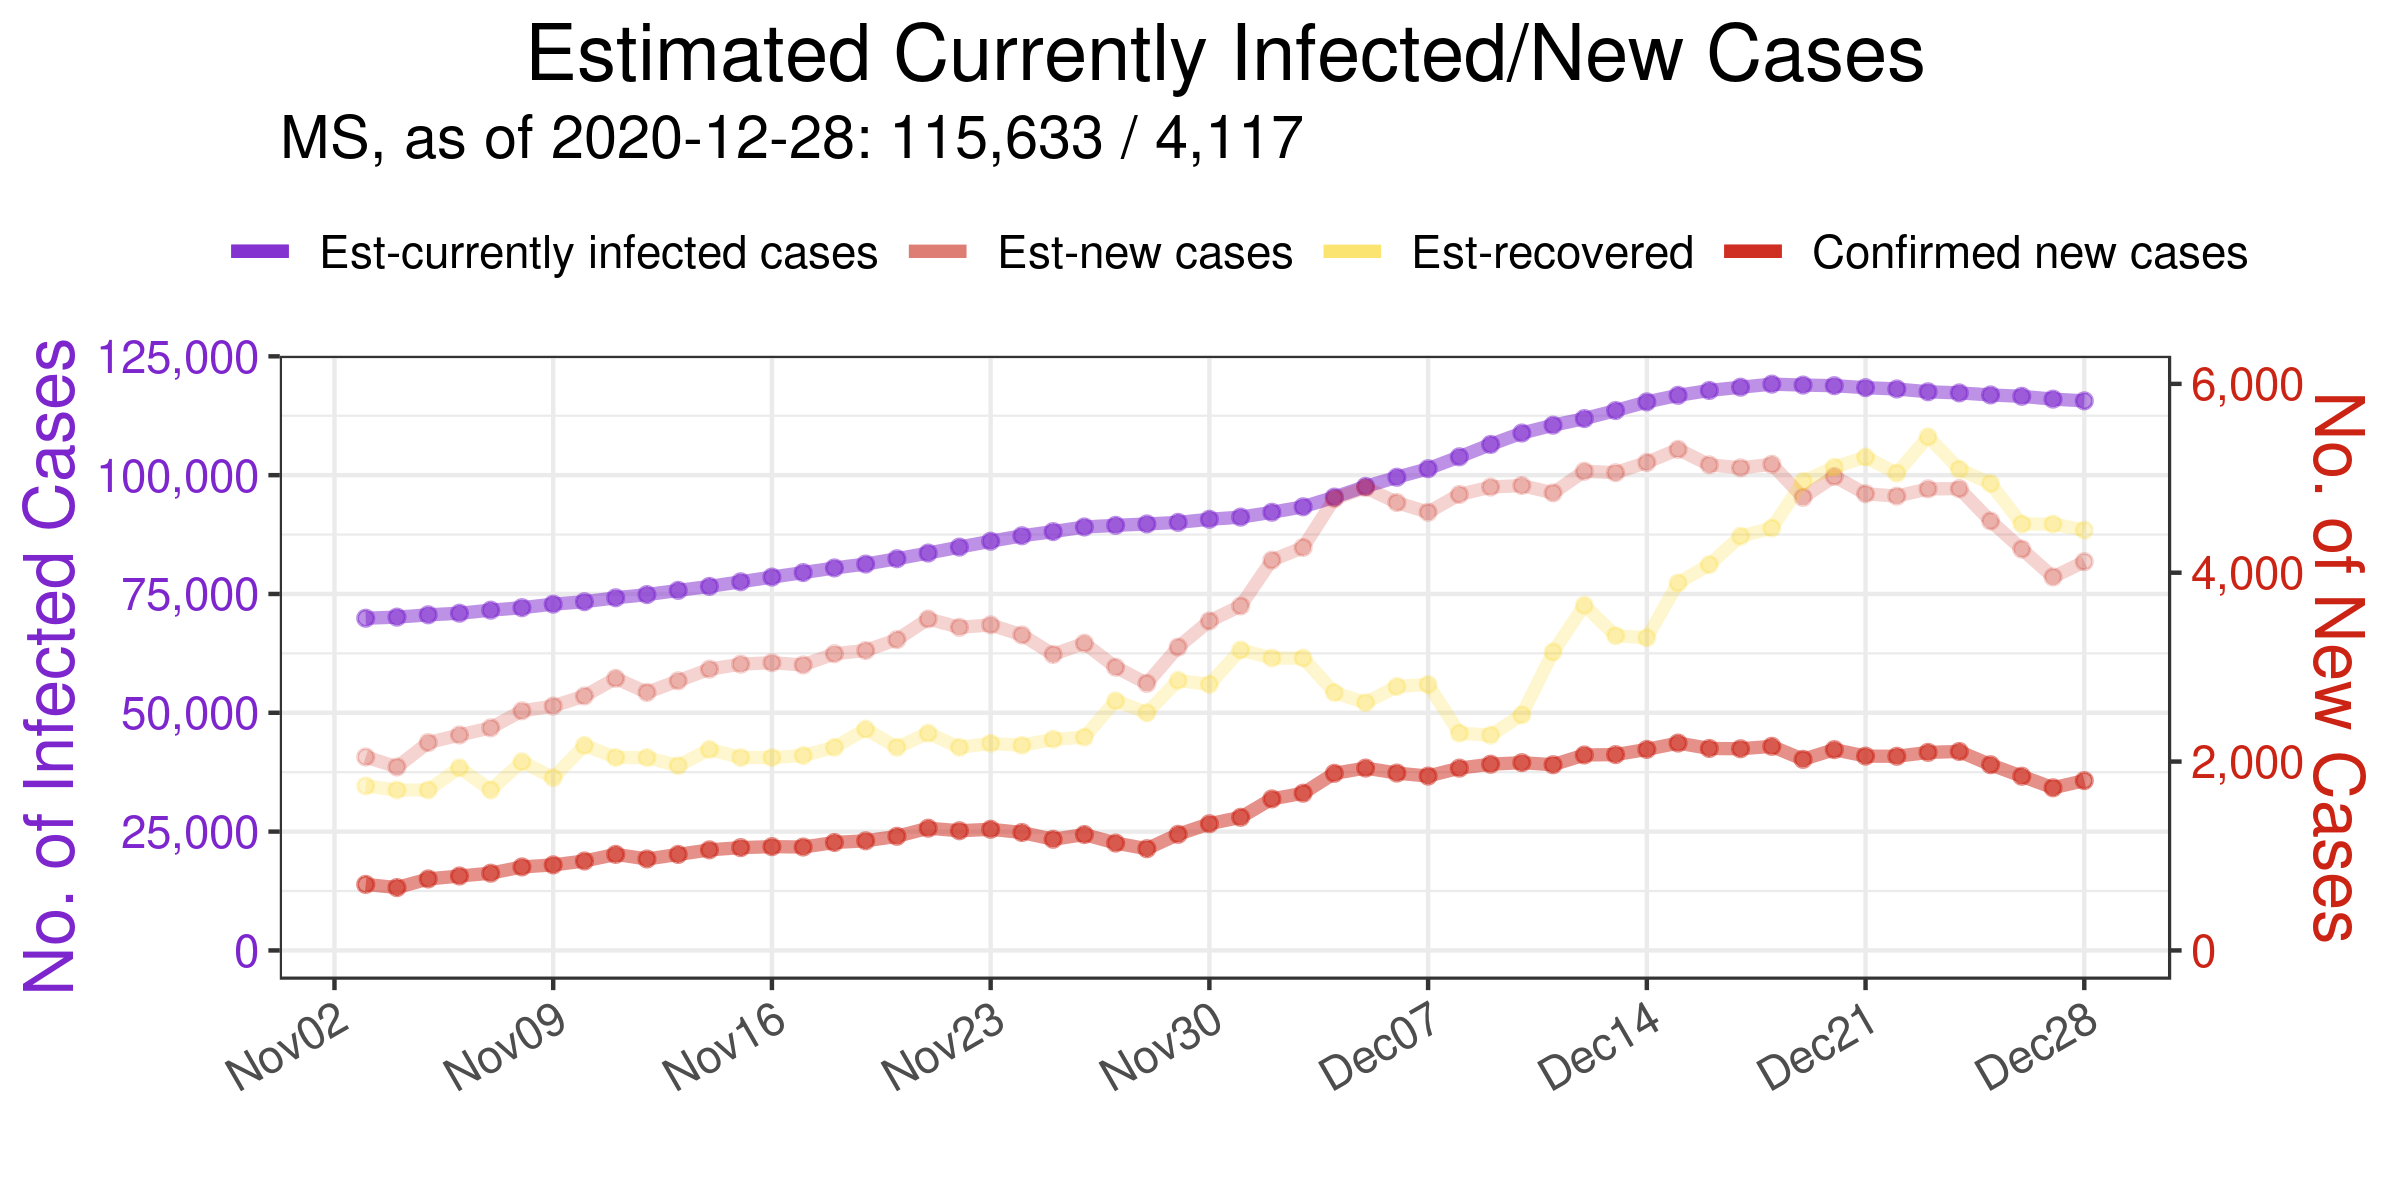 Estimated Currently Infected/New Cases
MS, as of 2020-12-28: 115,633 / 4,117
Est-currently infected cases Est-new cases Est-recovered Confirmed new cases
No. of Infected Cases
125,000
100,000
75,000
50,000
25,000
0
6,000
4,000
2,000
0
No. of New Cases
Nov02 Nov09 Nov16 Nov23 Nov30 Dec07 Dec14 Dec21 Dec28